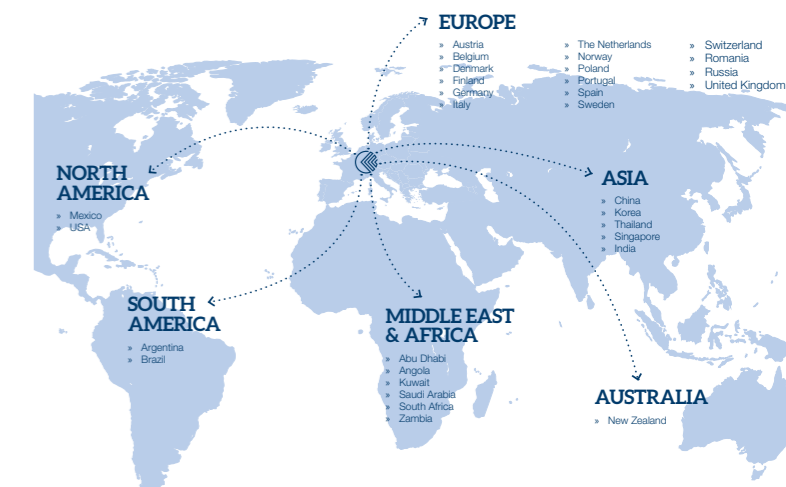 EUROPE
» Austria
» Belgium
» Denmark
» Finland
» Germany
» Italy
» The Netherlands
» Norway
» Poland
» Portugal
» Spain
» Sweden
» Switzerland
» Romania
» Russia
» United Kingdom
NORTH
AMERICA
» Mexico
» USA
ASIA
» China
» Korea
» Thailand
» Singapore
» India
SOUTH
AMERICA
» Argentina
» Brazil
MIDDLE EAST
& AFRICA
» Abu Dhabi
» Angola
» Kuwait
» Saudi Arabia
» South Africa
» Zambia
AUSTRALIA
» New Zealand